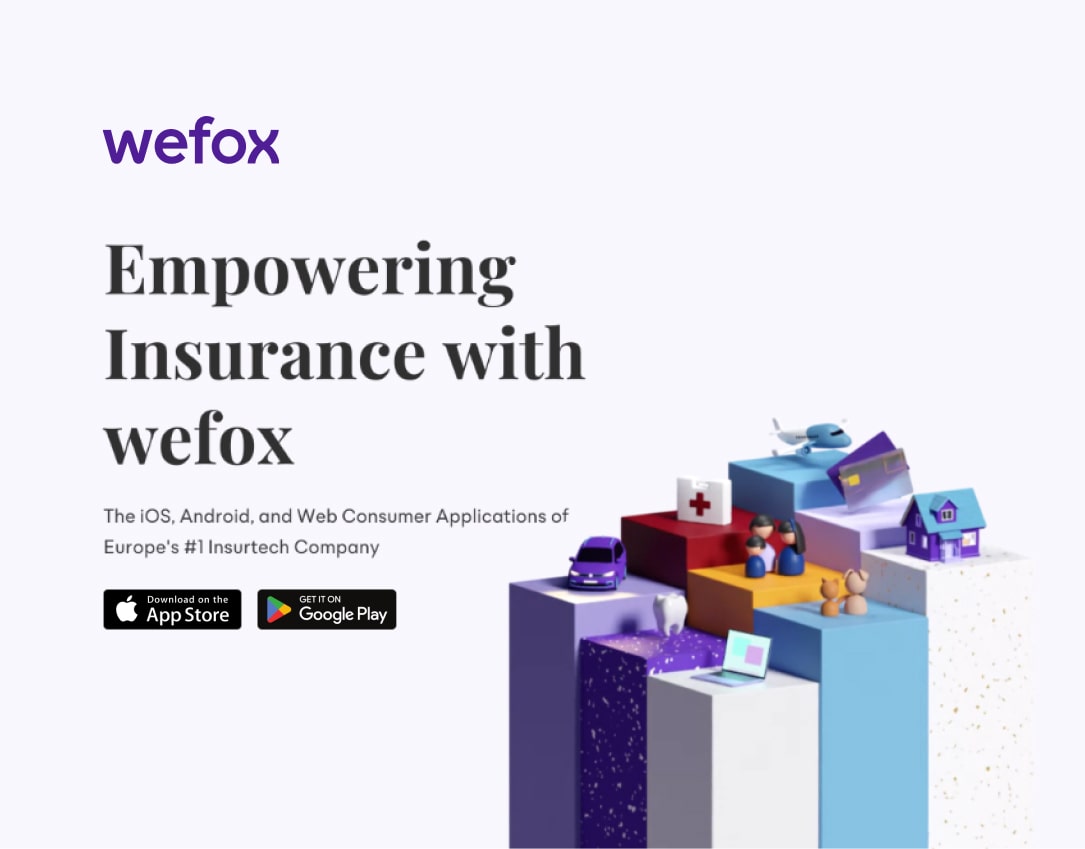 wefox
Empowering
Insurance with
wefox
The iOS, Android, and Web Consumer Applications of
Europe's #1 Insurtech Company
Download on the
App Store
GET IT ON
Google Play